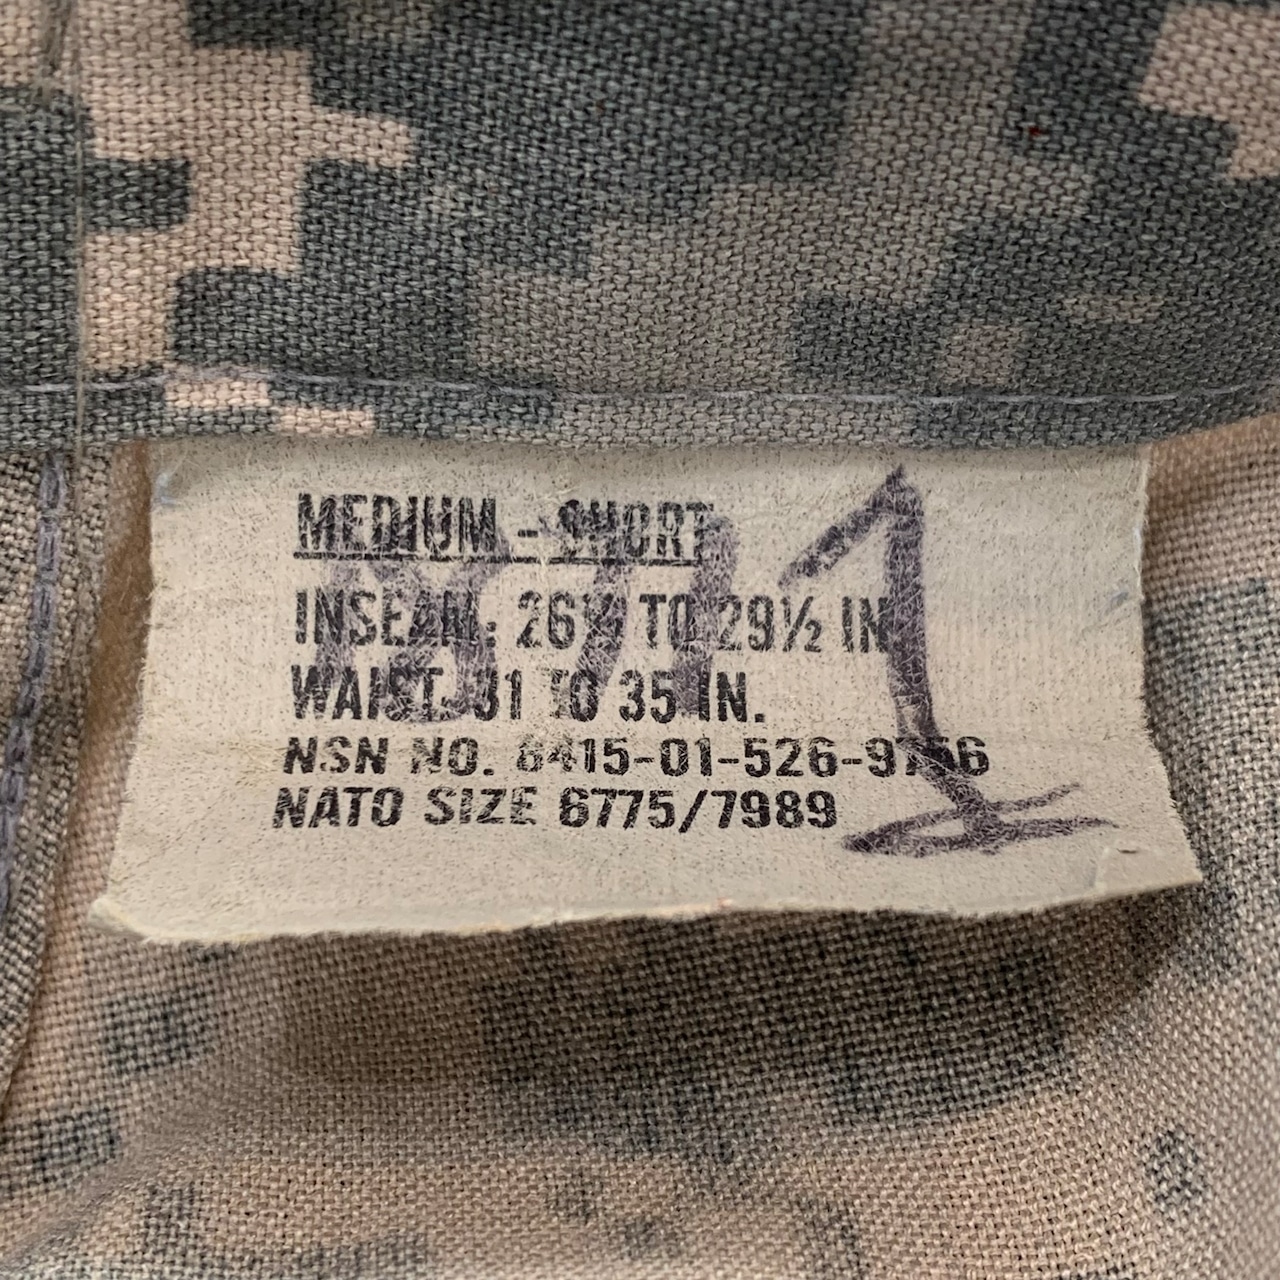 MEDIUM - SHORT
INSEAM: 26½ TO 29½ IN
WAIST: 31 TO 35 IN.
NSN NO. 8415-01-526-9756
NATO SIZE 6775/7989